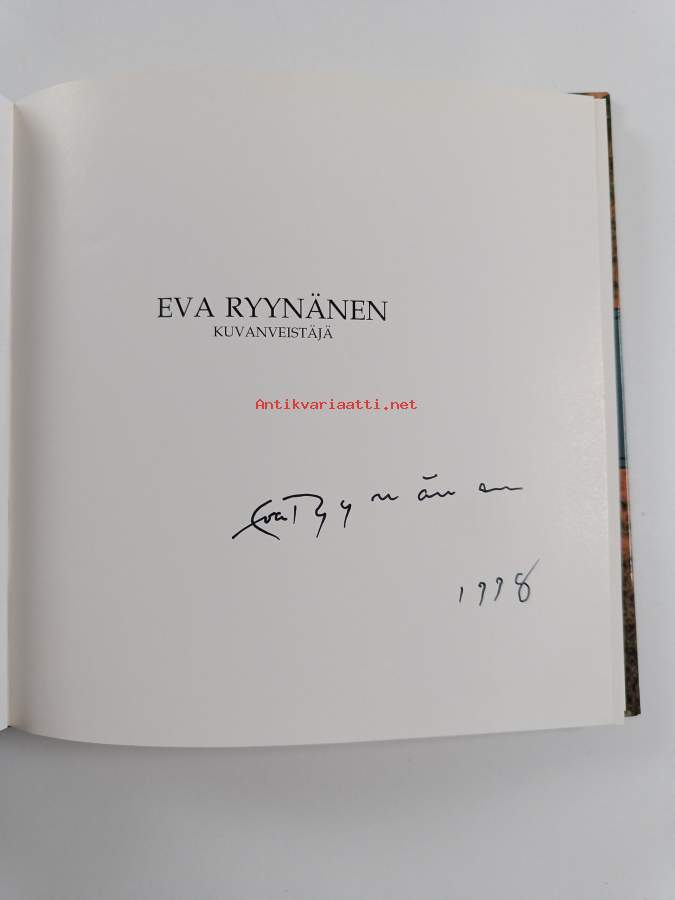 EVA RYYNÄNEN
KUVANVEISTÄJÄ
Antikvariaatti.net
Eva Ryynänen
1998